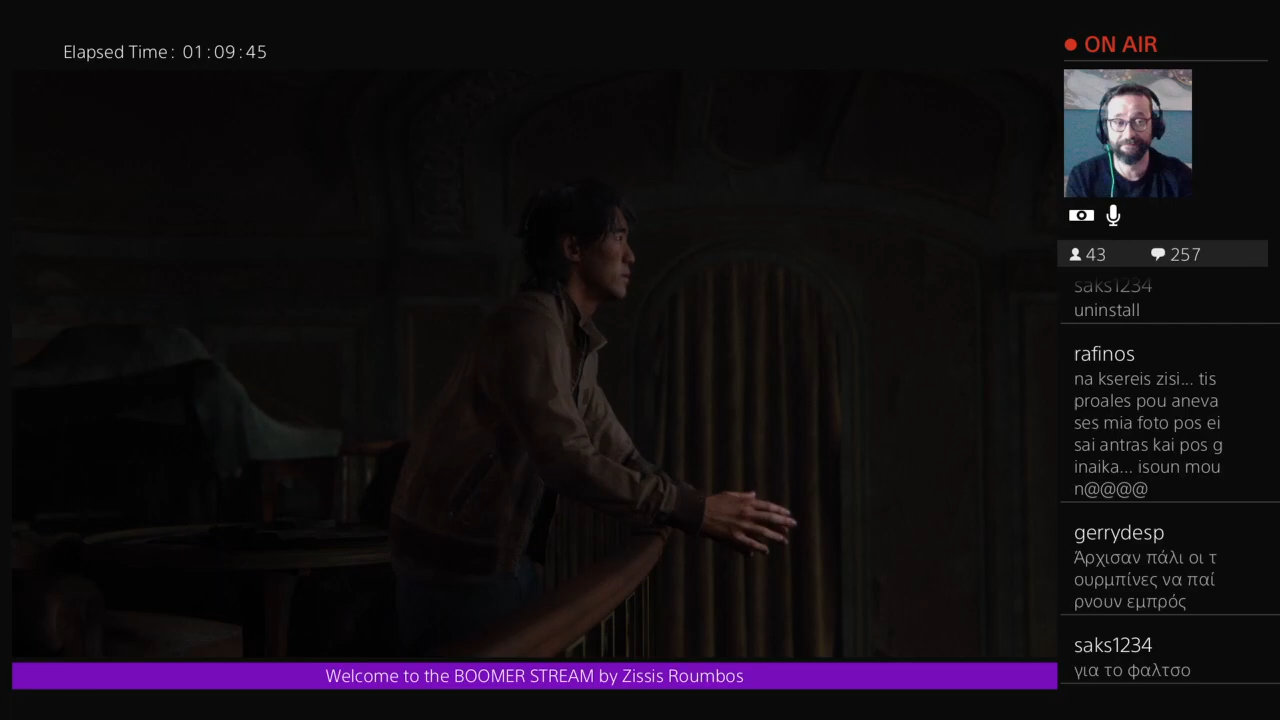 Elapsed Time: 01:09:45
ON AIR
43
257
saks1234
uninstall
rafinos
na ksereis zisi... tis
proales pou aneva
ses mia foto pos ei
sai antras kai pos g
inaika... isoun mou
n@@@@
gerrydesp
Άρχισαν πάλι οι τ
ουρμπίνες να παί
ρνουν εμπρός
saks1234
για το φαλτσο
Welcome to the BOOMER STREAM by Zissis Roumbos